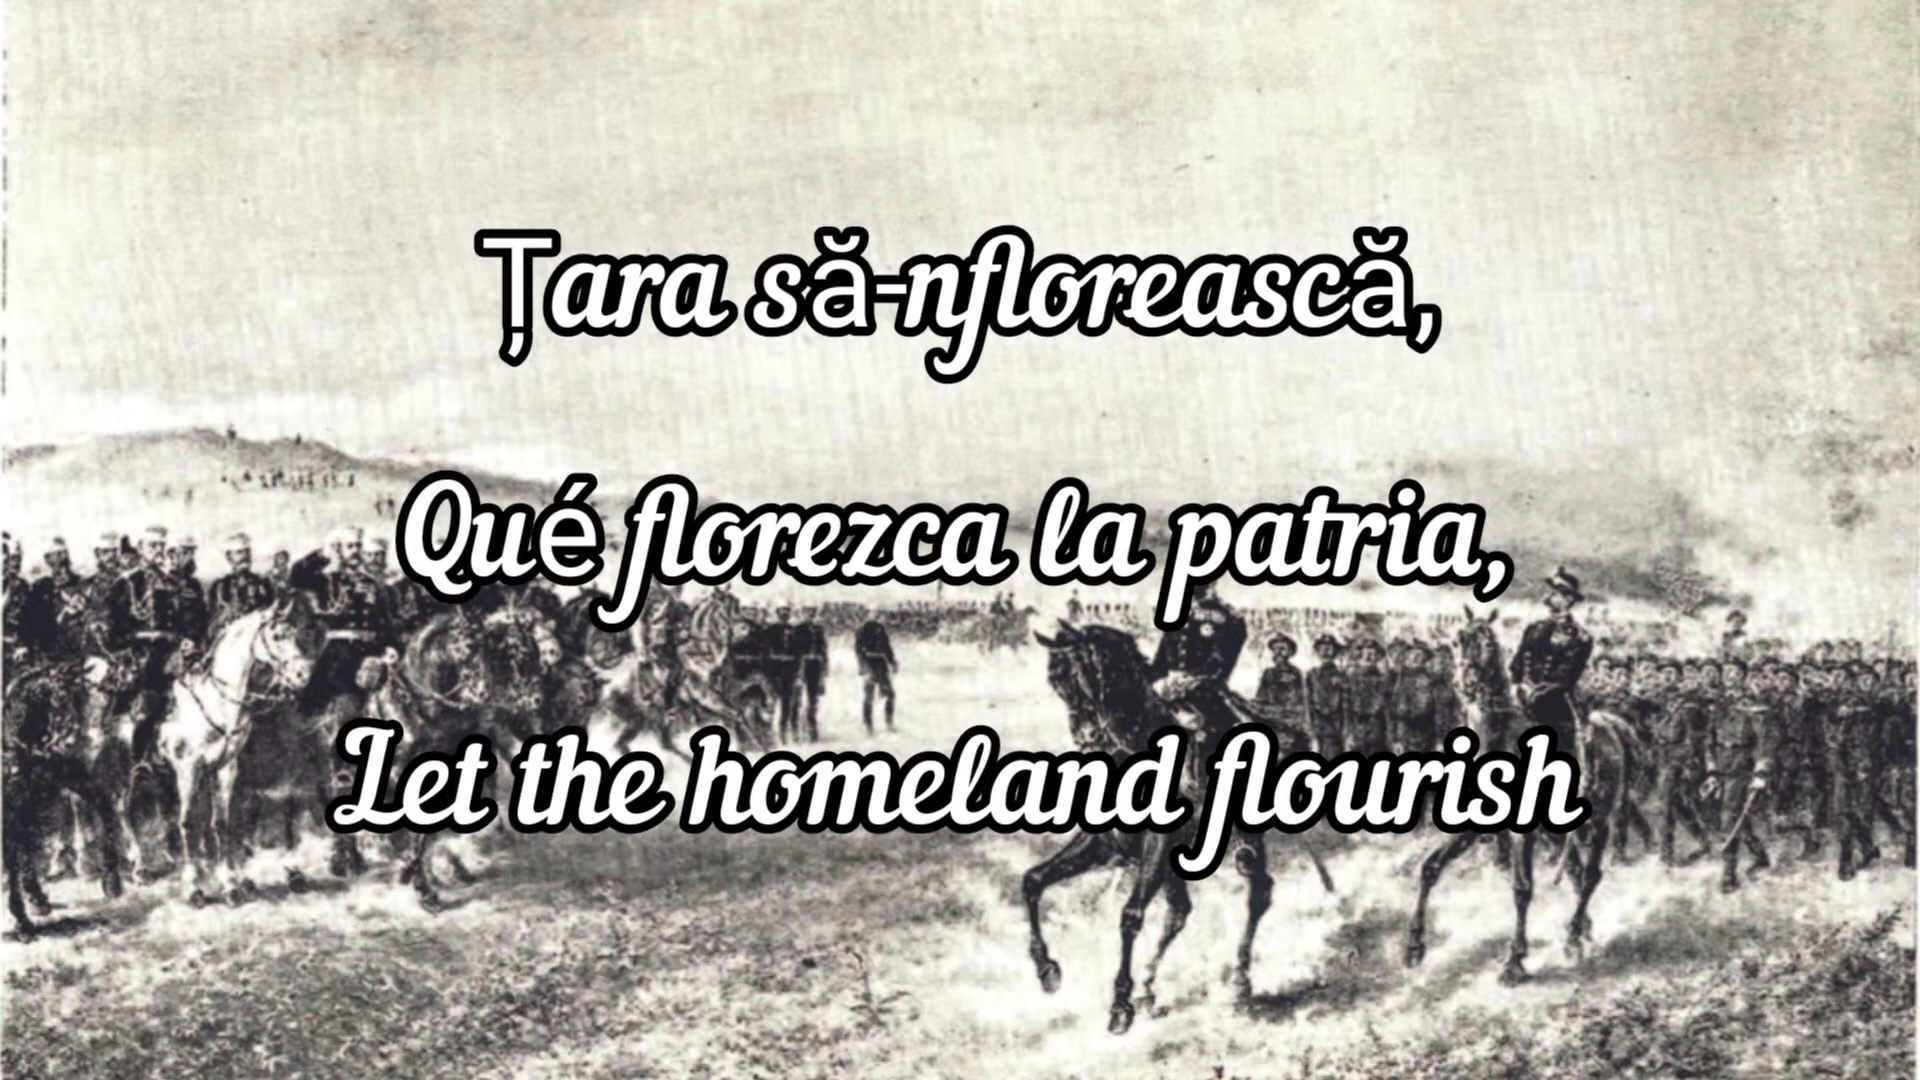 Țara să-nflorească,
Qué florezca la patria,
Let the homeland flourish